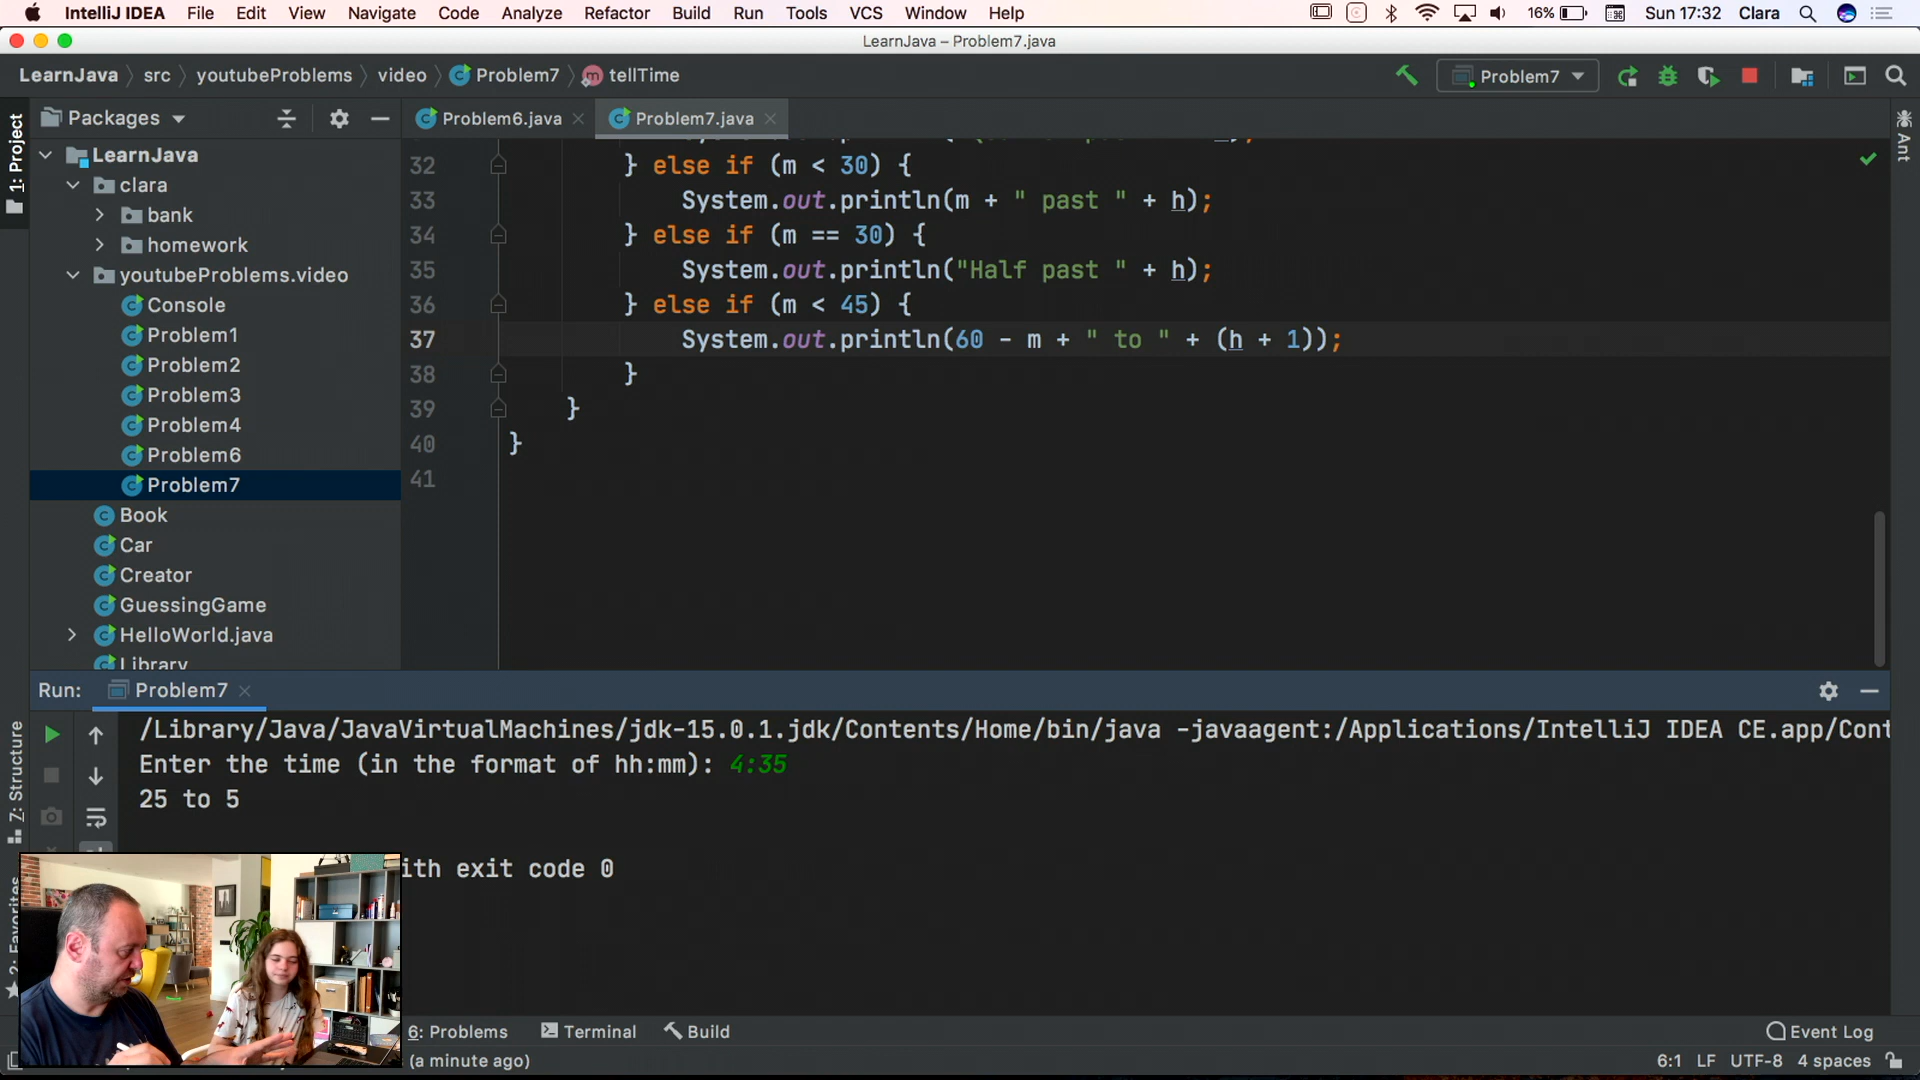 IntelliJ IDEA File Edit View Navigate Code Analyze Refactor Build Run Tools VCS Window Help 16% Sun 17:32 Clara
LearnJava – Problem7.java
LearnJava src youtubeProblems video Problem7 tellTime Problem7
1: Project
Packages
Problem6.java
Problem7.java
Ant
LearnJava
clara
bank
homework
youtubeProblems.video
Console
Problem1
Problem2
Problem3
Problem4
Problem6
Problem7
Book
Car
Creator
GuessingGame
HelloWorld.java
Library
32 } else if (m < 30) {
33 System.out.println(m + " past " + h);
34 } else if (m == 30) {
35 System.out.println("Half past " + h);
36 } else if (m < 45) {
37 System.out.println(60 - m + " to " + (h + 1));
38 }
39 }
40 }
41
Run: Problem7
Z: Structure
2: Favorites
/Library/Java/JavaVirtualMachines/jdk-15.0.1.jdk/Contents/Home/bin/java -javaagent:/Applications/IntelliJ IDEA CE.app/Cont
Enter the time (in the format of hh:mm): 4:35
25 to 5
ith exit code 0
6: Problems Terminal Build Event Log
(a minute ago) 6:1 LF UTF-8 4 spaces